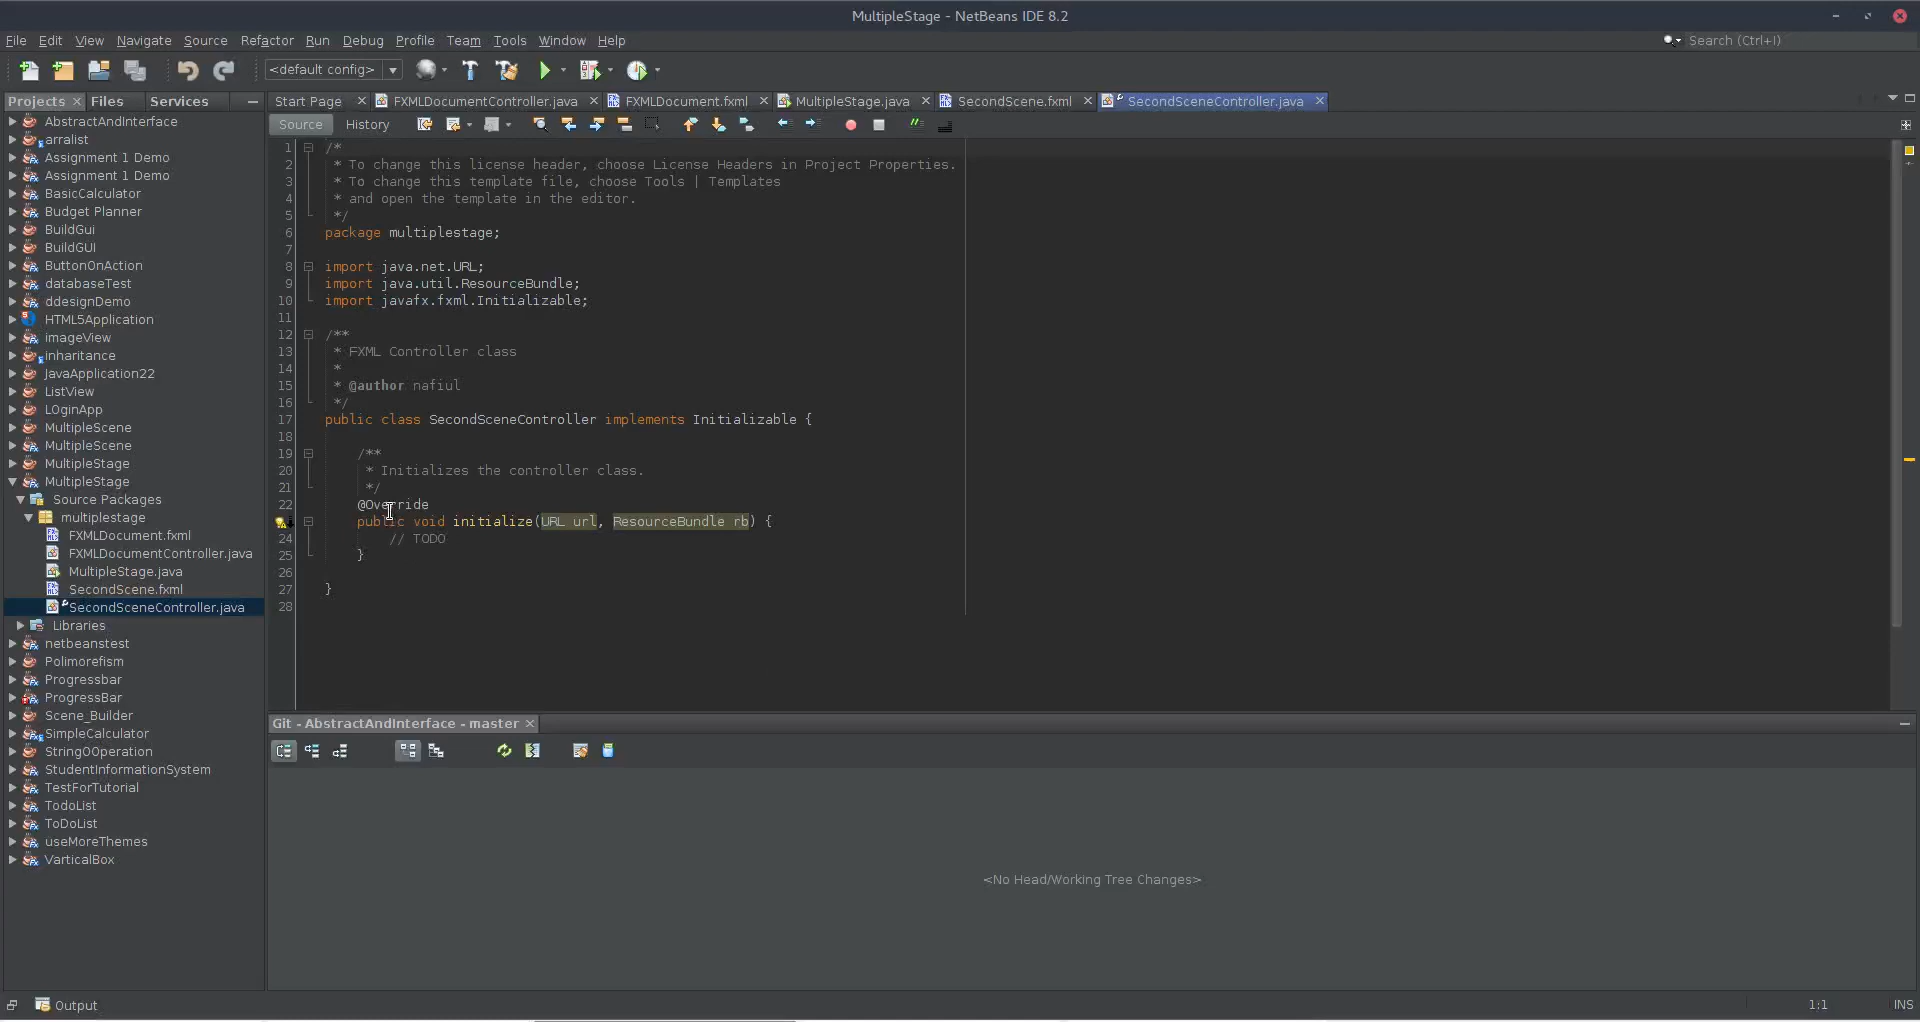 MultipleStage - NetBeans IDE 8.2
File Edit View Navigate Source Refactor Run Debug Profile Team Tools Window Help
Search (Ctrl+I)
<default config>
Projects Files Services
Start Page FXMLDocumentController.java FXMLDocument.fxml MultipleStage.java SecondScene.fxml SecondSceneController.java
Source History
AbstractAndInterface
arralist
Assignment 1 Demo
Assignment 1 Demo
BasicCalculator
Budget Planner
BuildGui
BuildGUI
ButtonOnAction
databaseTest
ddesignDemo
HTML5Application
imageView
inheritance
JavaApplication22
ListView
LOginApp
MultipleScene
MultipleScene
MultipleStage
MultipleStage
Source Packages
multiplestage
FXMLDocument.fxml
FXMLDocumentController.java
MultipleStage.java
SecondScene.fxml
SecondSceneController.java
Libraries
netbeanstest
Polimorefism
Progressbar
ProgressBar
Scene_Builder
SimpleCalculator
StringOOperation
StudentInformationSystem
TestForTutorial
TodoList
ToDoList
useMoreThemes
VarticalBox
1 /*
2 * To change this license header, choose License Headers in Project Properties.
3 * To change this template file, choose Tools | Templates
4 * and open the template in the editor.
5 */
6 package multiplestage;
7
8 import java.net.URL;
9 import java.util.ResourceBundle;
10 import javafx.fxml.Initializable;
11
12 /**
13 * FXML Controller class
14 *
15 * @author nafiul
16 */
17 public class SecondSceneController implements Initializable {
18
19 /**
20 * Initializes the controller class.
21 */
22 @Override
public void initialize(URL url, ResourceBundle rb) {
24 // TODO
25 }
26
27 }
28
Git - AbstractAndInterface - master
<No Head/Working Tree Changes>
Output
1:1 INS